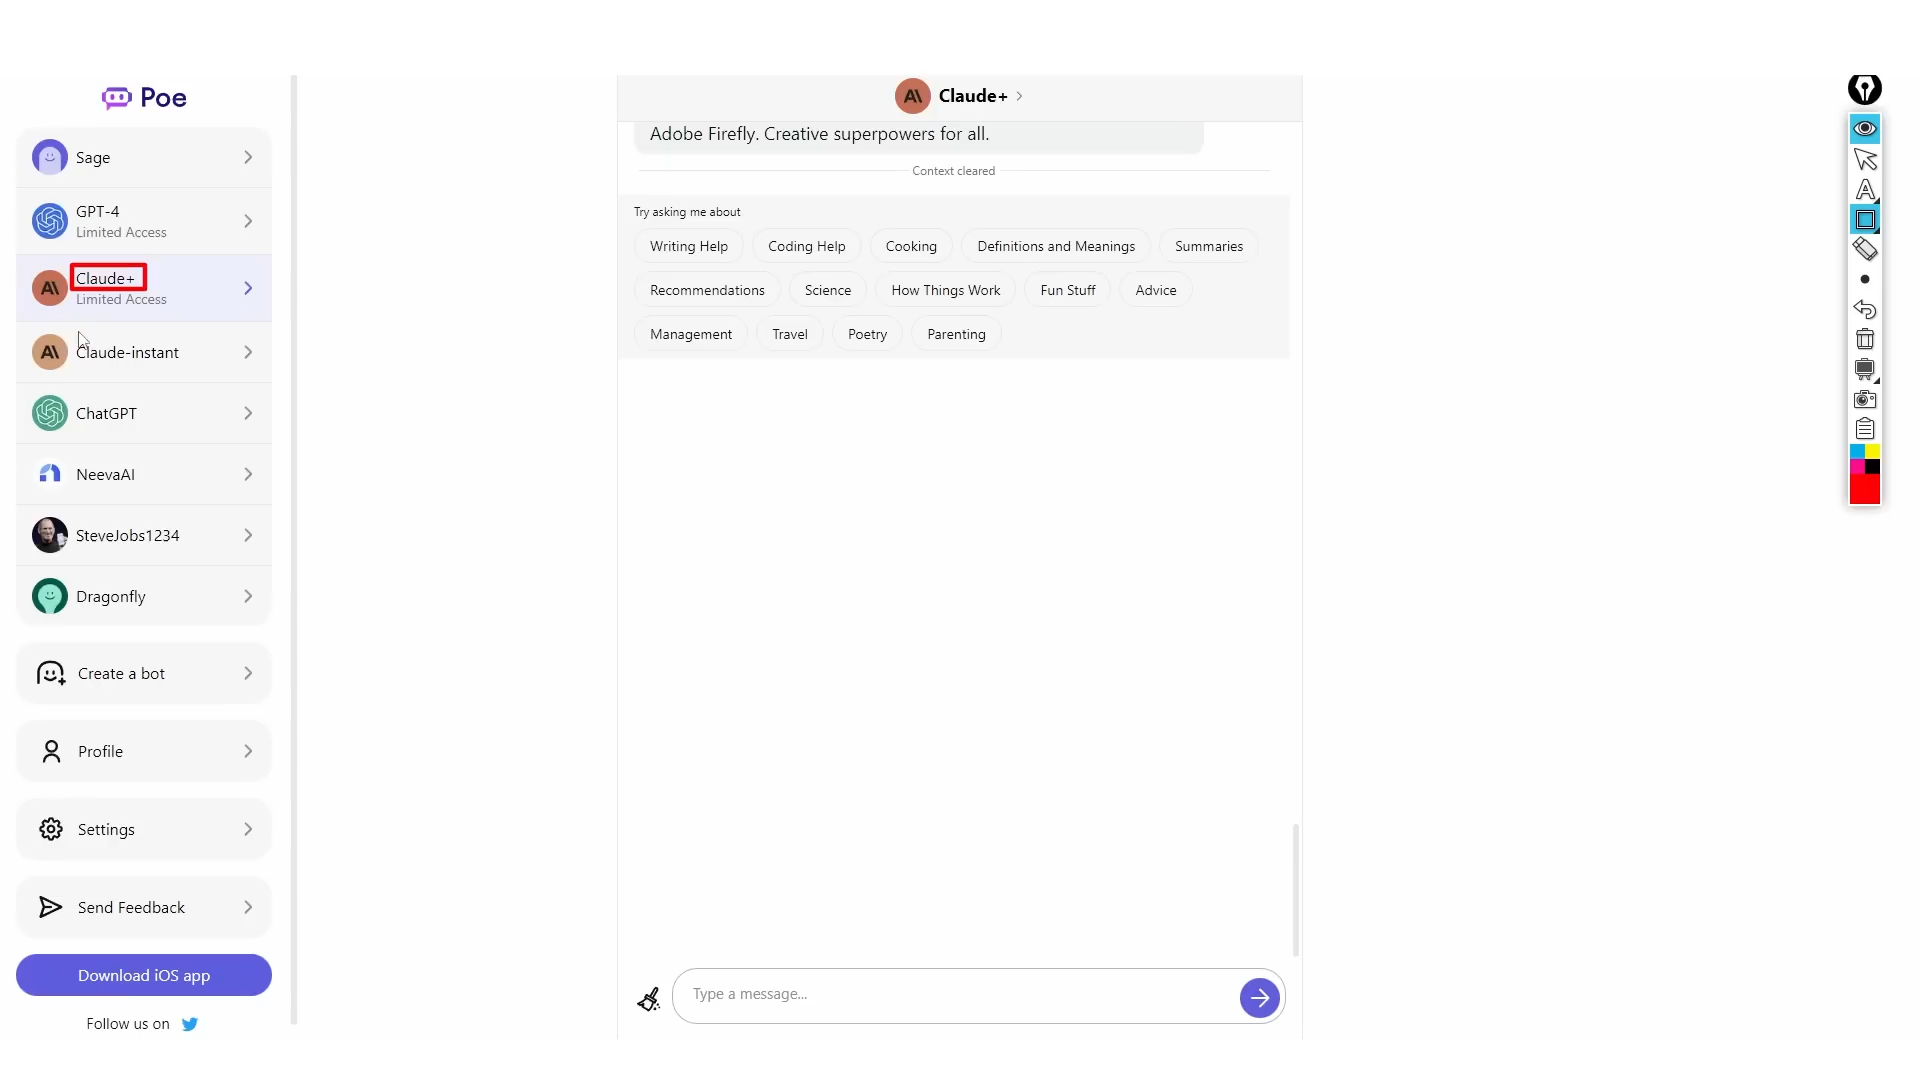 Poe
Sage
GPT-4
Limited Access
Claude+
Limited Access
Claude-instant
ChatGPT
NeevaAI
SteveJobs1234
Dragonfly
Create a bot
Profile
Settings
Send Feedback
Download iOS app
Follow us on
Claude+
Adobe Firefly. Creative superpowers for all.
Context cleared
Try asking me about
Writing Help Coding Help Cooking Definitions and Meanings Summaries
Recommendations Science How Things Work Fun Stuff Advice
Management Travel Poetry Parenting
Type a message...